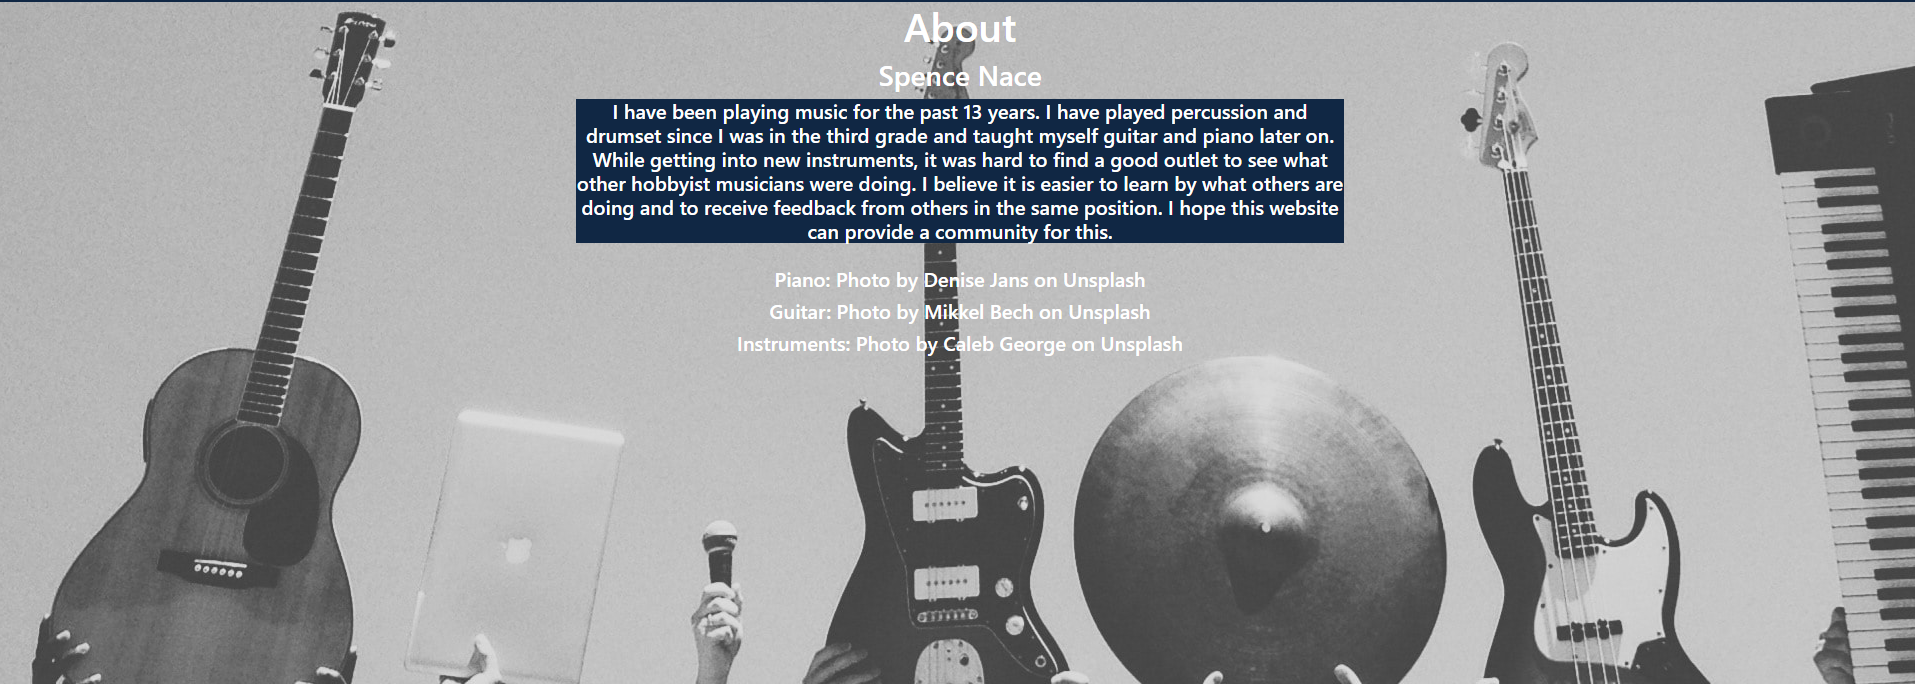 About
Spence Nace
I have been playing music for the past 13 years. I have played percussion and
drumset since I was in the third grade and taught myself guitar and piano later on.
While getting into new instruments, it was hard to find a good outlet to see what
other hobbyist musicians were doing. I believe it is easier to learn by what others are
doing and to receive feedback from others in the same position. I hope this website
can provide a community for this.
Piano: Photo by Denise Jans on Unsplash
Guitar: Photo by Mikkel Bech on Unsplash
Instruments: Photo by Caleb George on Unsplash